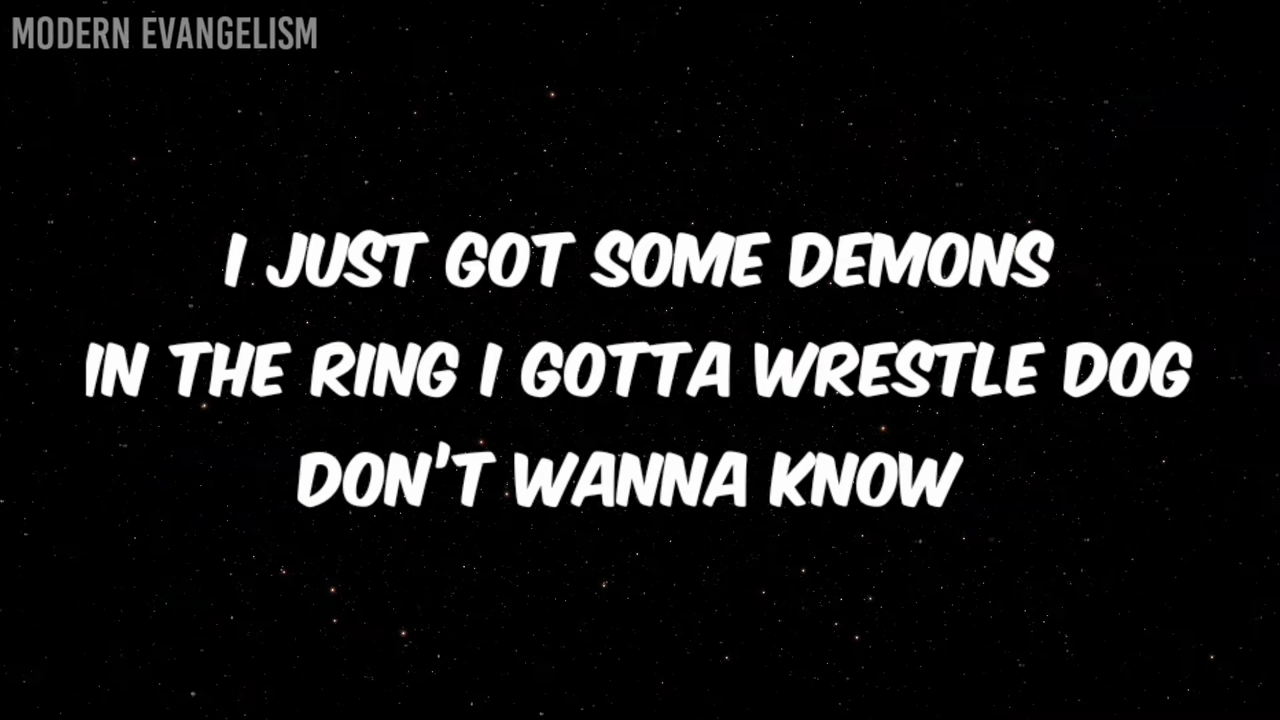 MODERN EVANGELISM
I JUST GOT SOME DEMONS
IN THE RING I GOTTA WRESTLE DOG
DON'T WANNA KNOW